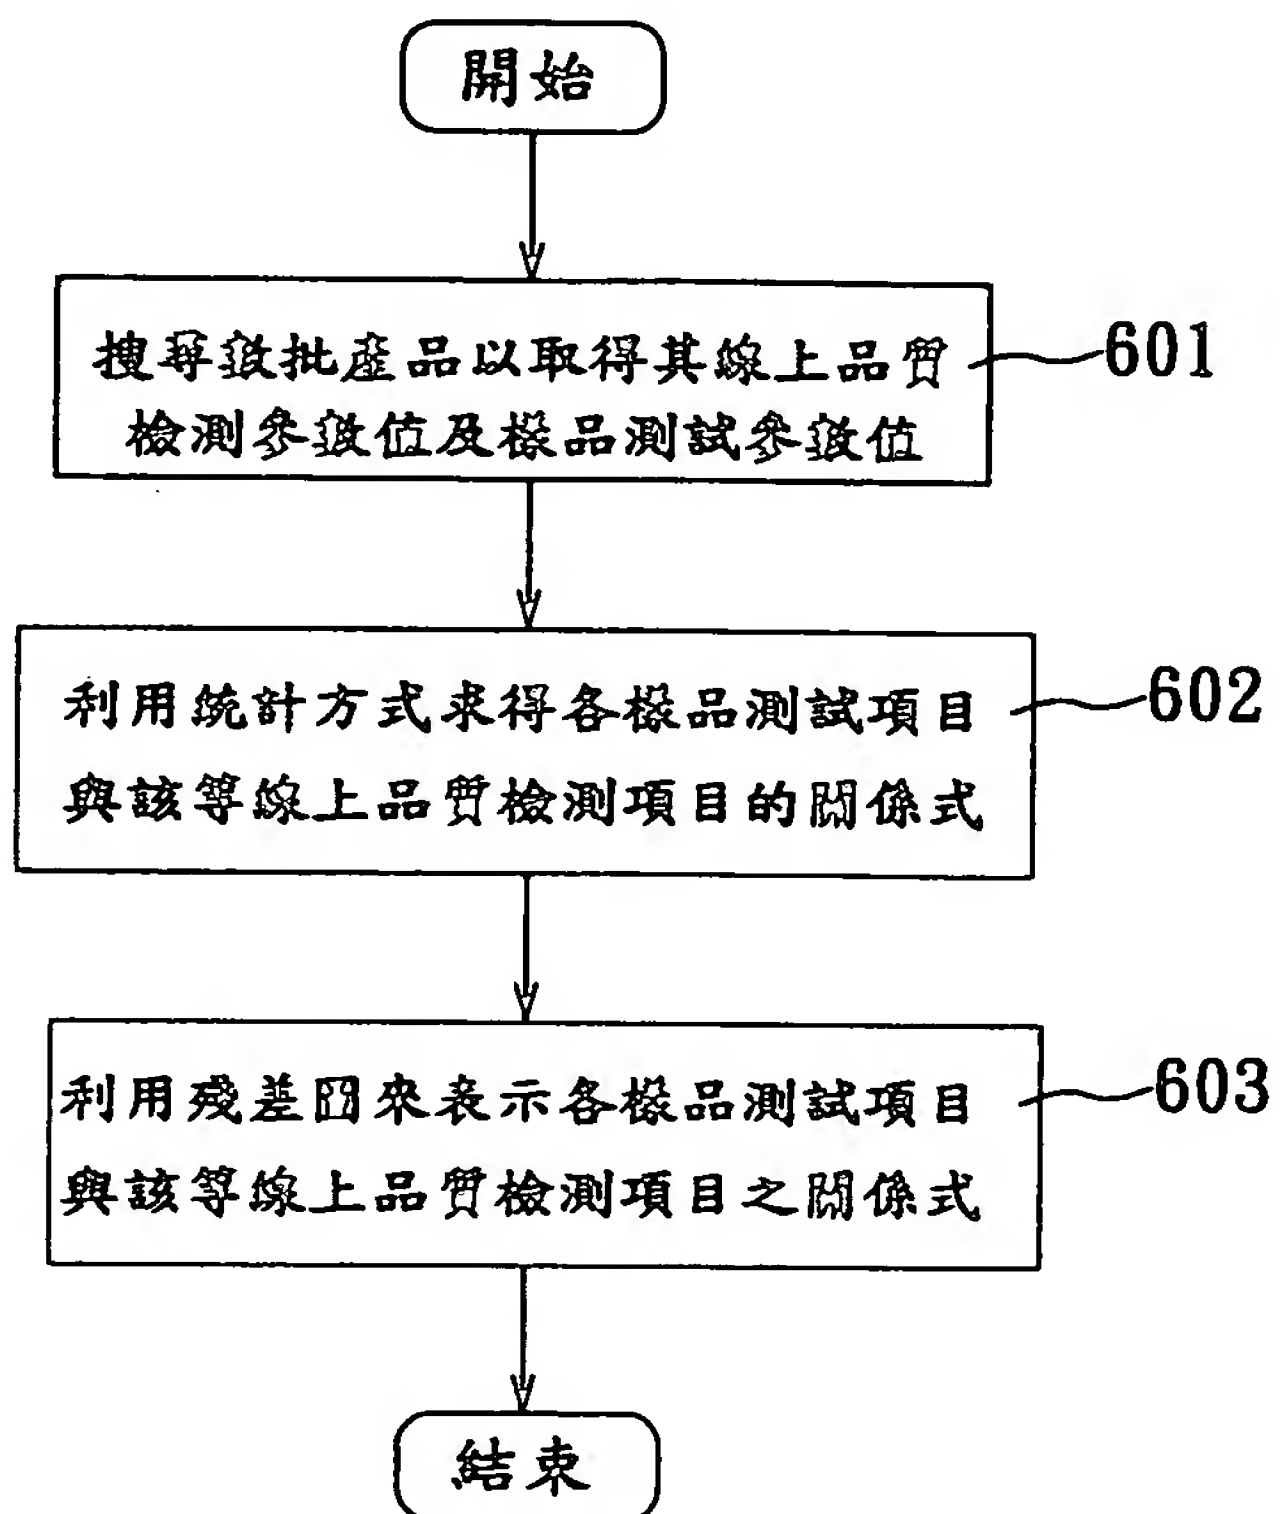 開始
搜尋數批產品以取得其線上品質
檢測參數值及樣品測試參數值
601
利用統計方式求得各樣品測試項目
與該等線上品質檢測項目的關係式
602
利用殘差圖來表示各樣品測試項目
與該等線上品質檢測項目之關係式
603
結束